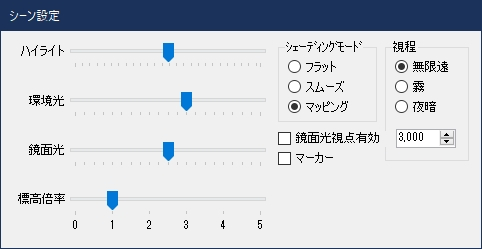 シーン設定
ハイライト
環境光
鏡面光
標高倍率
0 1 2 3 4 5
シェーディングモード
フラット
スムーズ
マッピング
鏡面光視点有効
マーカー
視程
無限遠
霧
夜暗
3,000